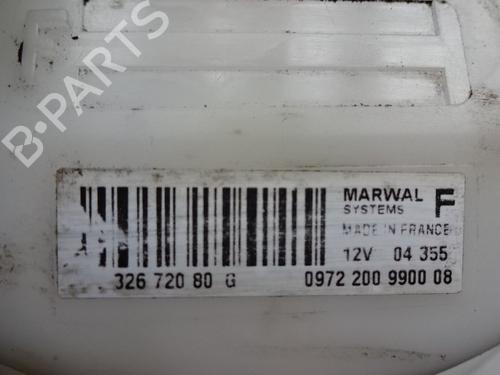 B-PARTS
F
MARWAL F
SYSTEMS
MADE IN FRANCE
12V 04 355
326 720 80 G 0972 200 9900 08